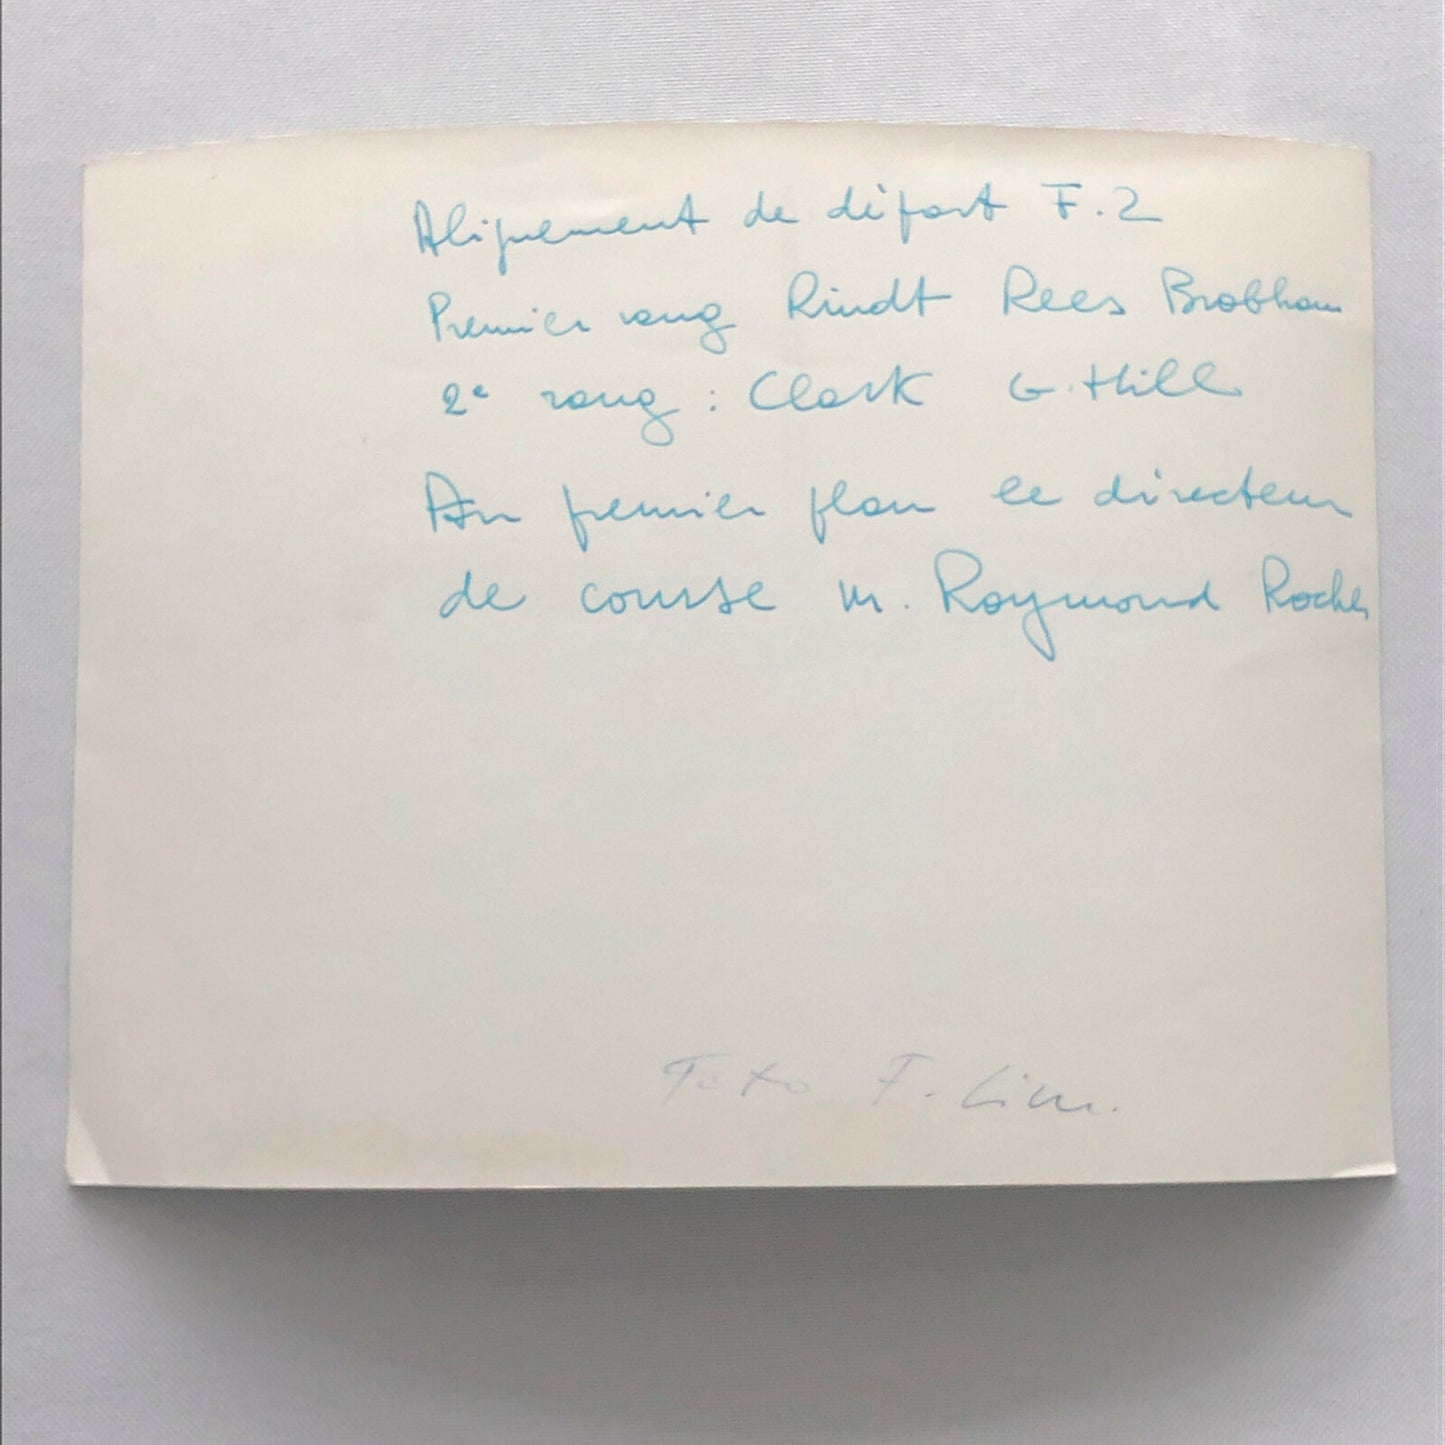 Alignement de départ F.2
Premier rang Rindt Rees Brabham
2e rang : Clark G. Hill
Au premier plan le directeur
de course M. Raymond Roche
Foto F.